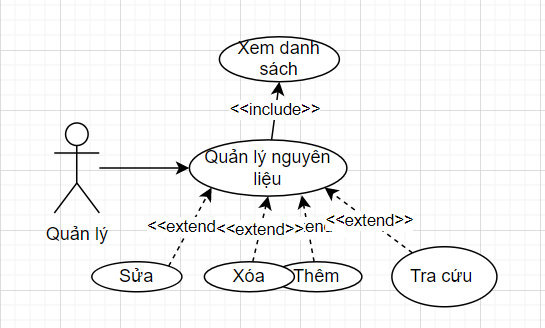 Xem danh
sách
<<include>>
Quản lý nguyên
liệu
Quản lý
<<extend
<<extend>>
<<extend>>
Sửa
Xóa
Thêm
Tra cứu